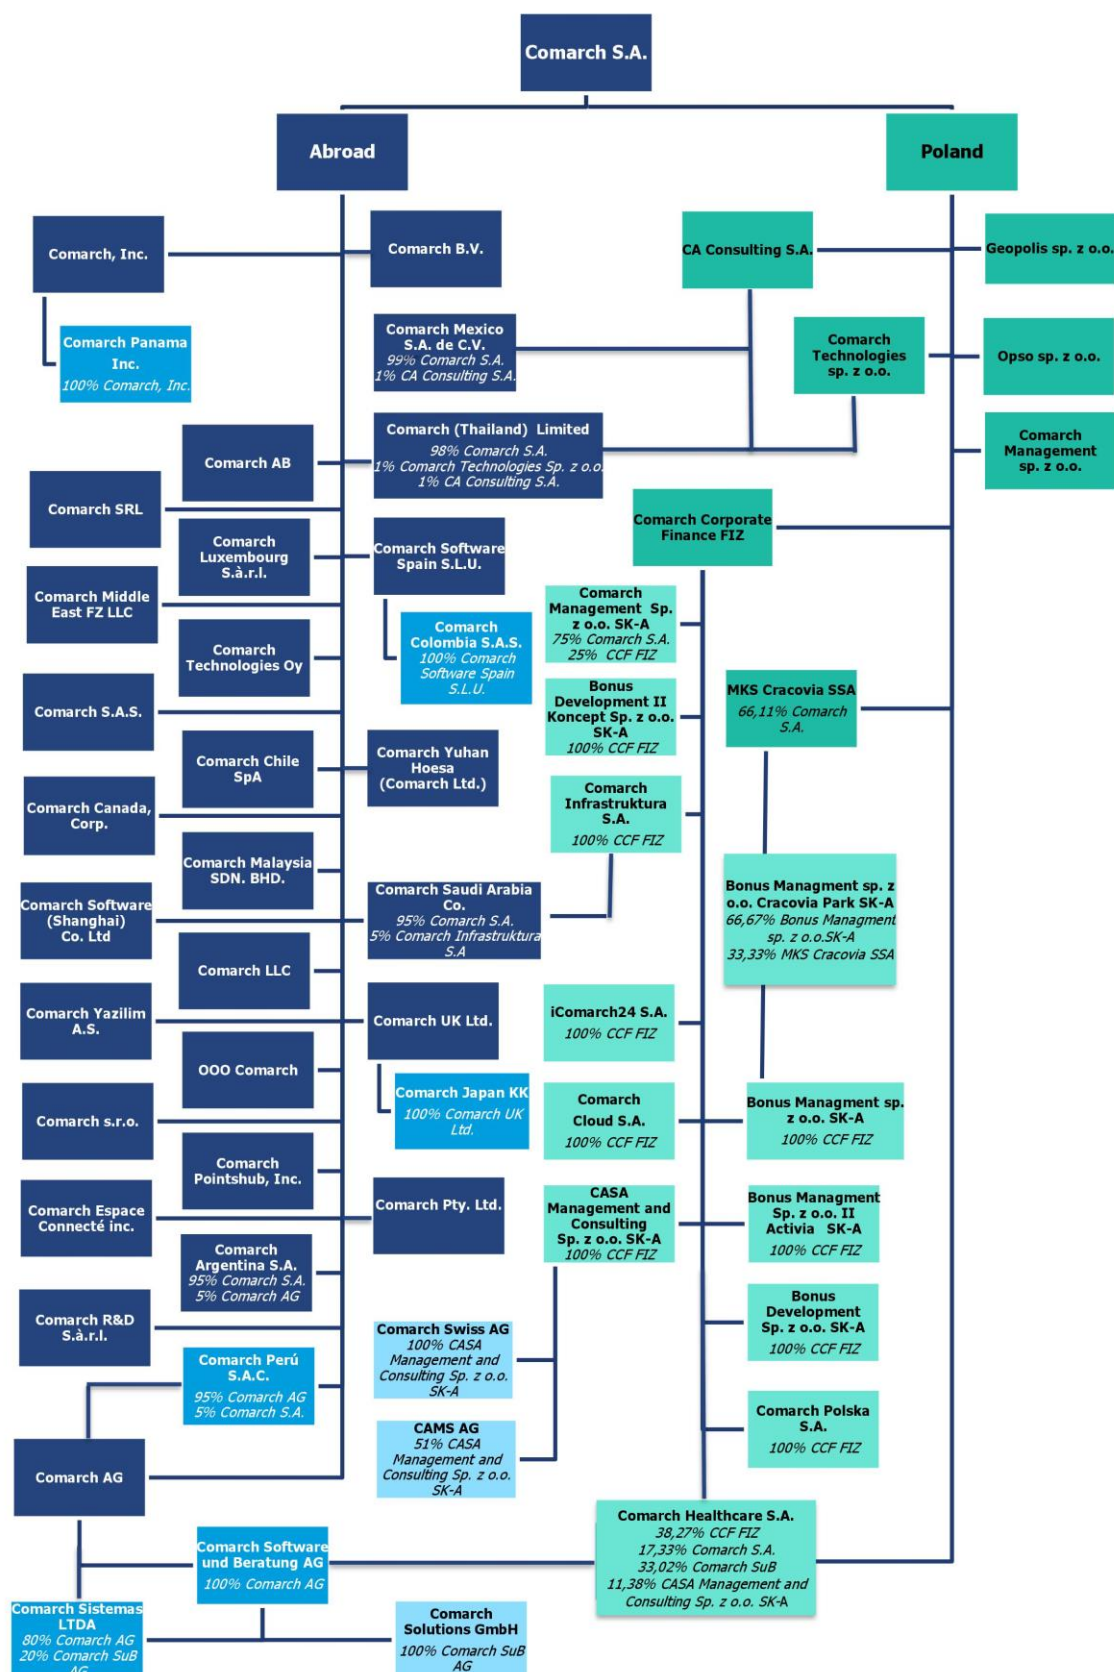 Comarch S.A.
Abroad
Poland
Comarch, Inc.
Comarch B.V.
CA Consulting S.A.
Geopolis sp. z o.o.
Comarch Panama
Inc.
100% Comarch, Inc.
Comarch Mexico
S.A. de C.V.
99% Comarch S.A.
1% CA Consulting S.A.
Comarch
Technologies
sp. z o.o.
Opso sp. z o.o.
Comarch AB
Comarch (Thailand) Limited
98% Comarch S.A.
1% Comarch Technologies Sp. z o.o.
1% CA Consulting S.A.
Comarch
Management
sp. z o.o.
Comarch SRL
Comarch Corporate
Finance FIZ
Comarch
Luxembourg
S.à.r.l.
Comarch Software
Spain S.L.U.
Comarch Middle
East FZ LLC
Comarch
Management Sp.
z o.o. SK-A
75% Comarch S.A.
25% CCF FIZ
Comarch
Technologies Oy
Comarch
Colombia S.A.S.
100% Comarch
Software Spain
S.L.U.
Comarch S.A.S.
Bonus
Development II
Koncept Sp. z o.o.
SK-A
100% CCF FIZ
MKS Cracovia SSA
66,11% Comarch
S.A.
Comarch Chile
SpA
Comarch Yuhan
Hoesa
(Comarch Ltd.)
Comarch
Infrastruktura
S.A.
100% CCF FIZ
Comarch Canada,
Corp.
Comarch Malaysia
SDN. BHD.
Comarch Software
(Shanghai)
Co. Ltd
Comarch Saudi Arabia
Co.
95% Comarch S.A.
5% Comarch Infrastruktura
S.A
Bonus Managment sp. z
o.o. Cracovia Park SK-A
66,67% Bonus Managment
sp. z o.o.SK-A
33,33% MKS Cracovia SSA
Comarch LLC
Comarch Yazilim
A.S.
Comarch UK Ltd.
iComarch24 S.A.
100% CCF FIZ
OOO Comarch
Comarch Japan KK
100% Comarch UK
Ltd.
Comarch s.r.o.
Comarch
Cloud S.A.
100% CCF FIZ
Bonus Managment sp.
z o.o. SK-A
100% CCF FIZ
Comarch
Pointshub, Inc.
Comarch Espace
Connecté inc.
Comarch Pty. Ltd.
CASA
Management and
Consulting
Sp. z o.o. SK-A
100% CCF FIZ
Bonus Managment
Sp. z o.o. II
Activia SK-A
100% CCF FIZ
Comarch
Argentina S.A.
95% Comarch S.A.
5% Comarch AG
Comarch R&D
S.à.r.l.
Comarch Swiss AG
100% CASA
Management and
Consulting Sp. z o.o.
SK-A
Bonus
Development
Sp. z o.o. SK-A
100% CCF FIZ
Comarch Perú
S.A.C.
95% Comarch AG
5% Comarch S.A.
CAMS AG
51% CASA
Management and
Consulting Sp. z o.o.
SK-A
Comarch Polska
S.A.
100% CCF FIZ
Comarch AG
Comarch Software
und Beratung AG
100% Comarch AG
Comarch Healthcare S.A.
38,27% CCF FIZ
17,33% Comarch S.A.
33,02% Comarch SuB
11,38% CASA Management and
Consulting Sp. z o.o. SK-A
Comarch Sistemas
LTDA
80% Comarch AG
20% Comarch SuB
AG
Comarch
Solutions GmbH
100% Comarch SuB
AG